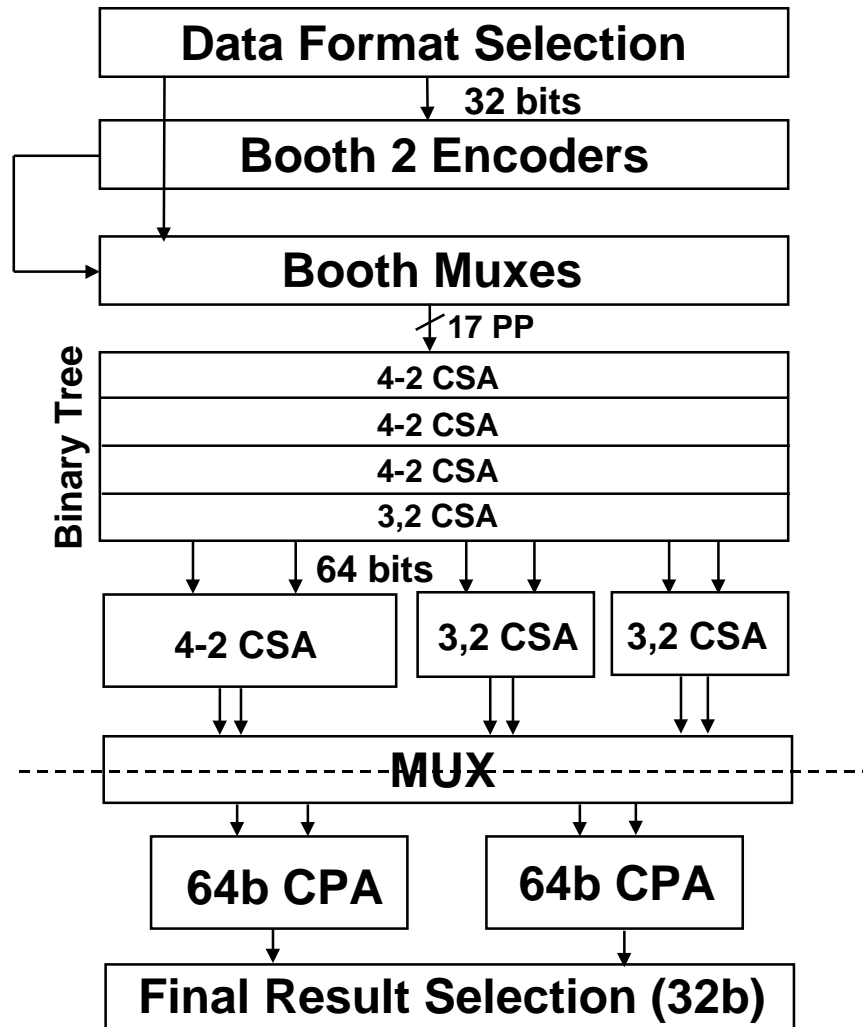 Data Format Selection
32 bits
Booth 2 Encoders
Booth Muxes
17 PP
Binary Tree
4-2 CSA
4-2 CSA
4-2 CSA
3,2 CSA
64 bits
4-2 CSA
3,2 CSA
3,2 CSA
MUX
64b CPA
64b CPA
Final Result Selection (32b)